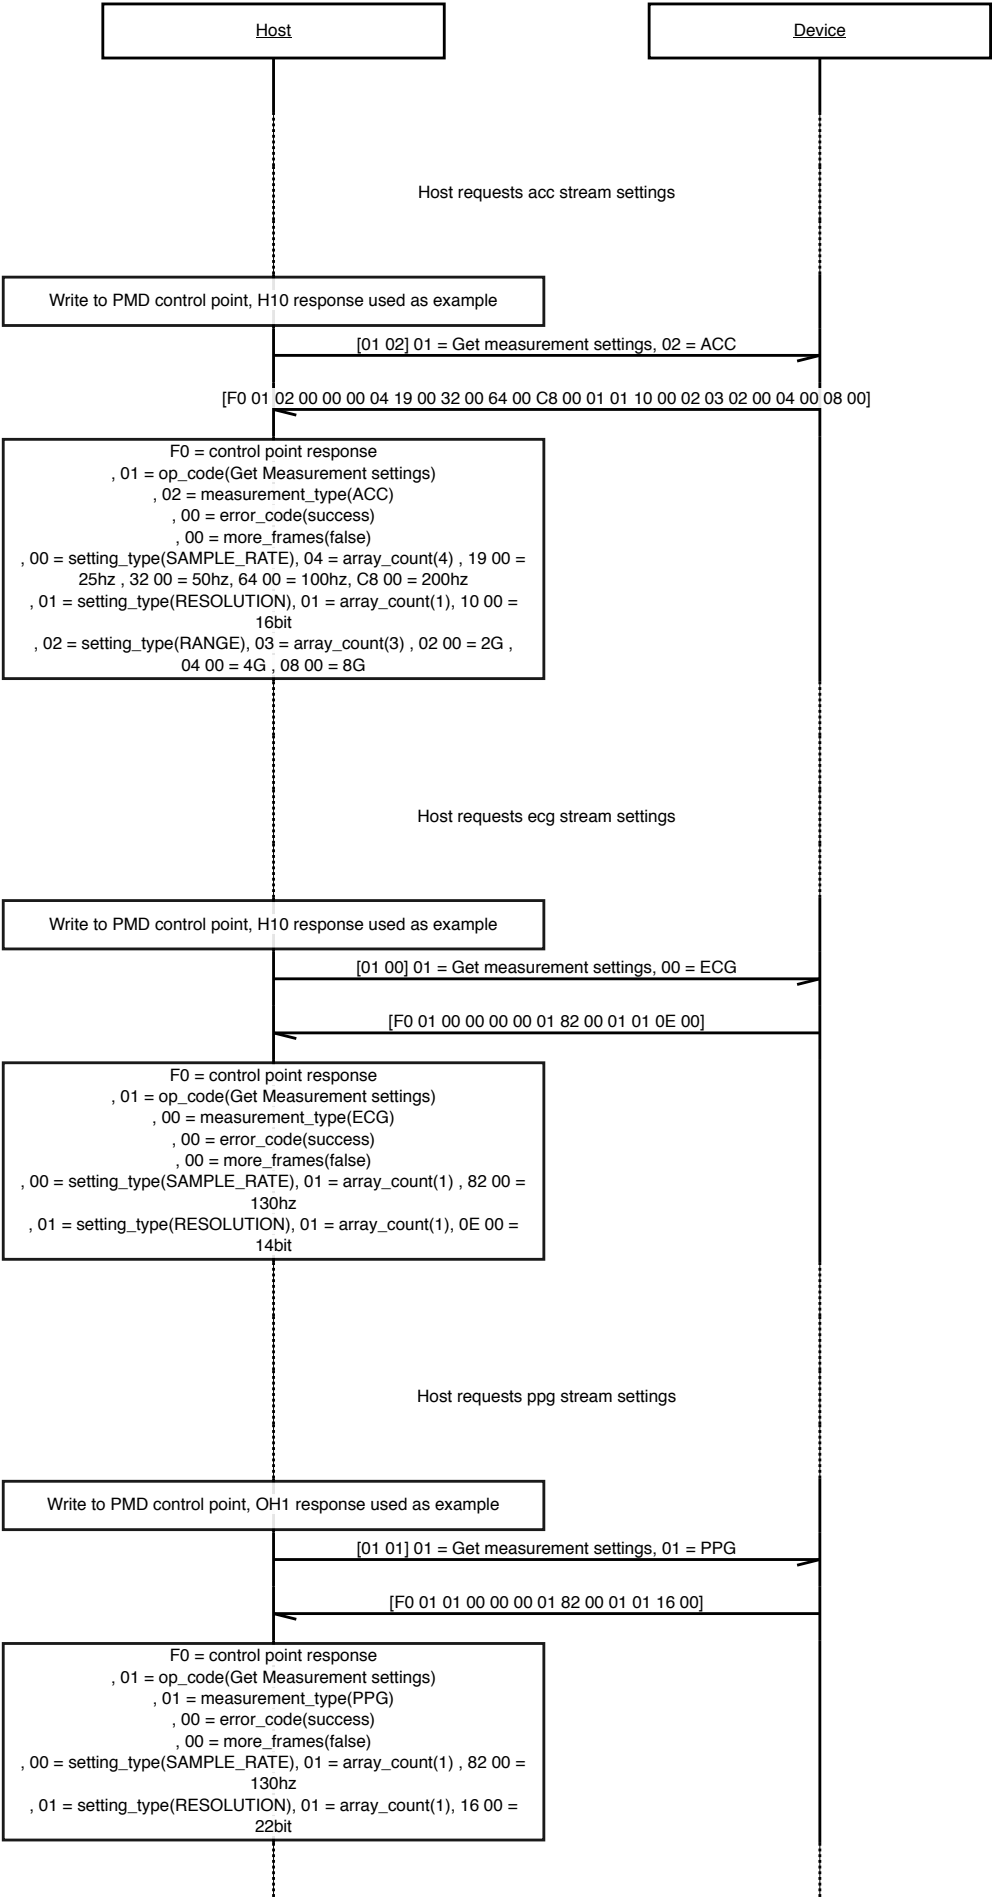 Host
Device
Host requests acc stream settings
Write to PMD control point, H10 response used as example
[01 02] 01 = Get measurement settings, 02 = ACC
[F0 01 02 00 00 00 04 19 00 32 00 64 00 C8 00 01 01 10 00 02 03 02 00 04 00 08 00]
F0 = control point response
, 01 = op_code(Get Measurement settings)
, 02 = measurement_type(ACC)
, 00 = error_code(success)
, 00 = more_frames(false)
, 00 = setting_type(SAMPLE_RATE), 04 = array_count(4) , 19 00 =
25hz , 32 00 = 50hz, 64 00 = 100hz, C8 00 = 200hz
, 01 = setting_type(RESOLUTION), 01 = array_count(1), 10 00 =
16bit
, 02 = setting_type(RANGE), 03 = array_count(3) , 02 00 = 2G ,
04 00 = 4G , 08 00 = 8G
Host requests ecg stream settings
Write to PMD control point, H10 response used as example
[01 00] 01 = Get measurement settings, 00 = ECG
[F0 01 00 00 00 00 01 82 00 01 01 0E 00]
F0 = control point response
, 01 = op_code(Get Measurement settings)
, 00 = measurement_type(ECG)
, 00 = error_code(success)
, 00 = more_frames(false)
, 00 = setting_type(SAMPLE_RATE), 01 = array_count(1) , 82 00 =
130hz
, 01 = setting_type(RESOLUTION), 01 = array_count(1), 0E 00 =
14bit
Host requests ppg stream settings
Write to PMD control point, OH1 response used as example
[01 01] 01 = Get measurement settings, 01 = PPG
[F0 01 01 00 00 00 01 82 00 01 01 16 00]
F0 = control point response
, 01 = op_code(Get Measurement settings)
, 01 = measurement_type(PPG)
, 00 = error_code(success)
, 00 = more_frames(false)
, 00 = setting_type(SAMPLE_RATE), 01 = array_count(1) , 82 00 =
130hz
, 01 = setting_type(RESOLUTION), 01 = array_count(1), 16 00 =
22bit